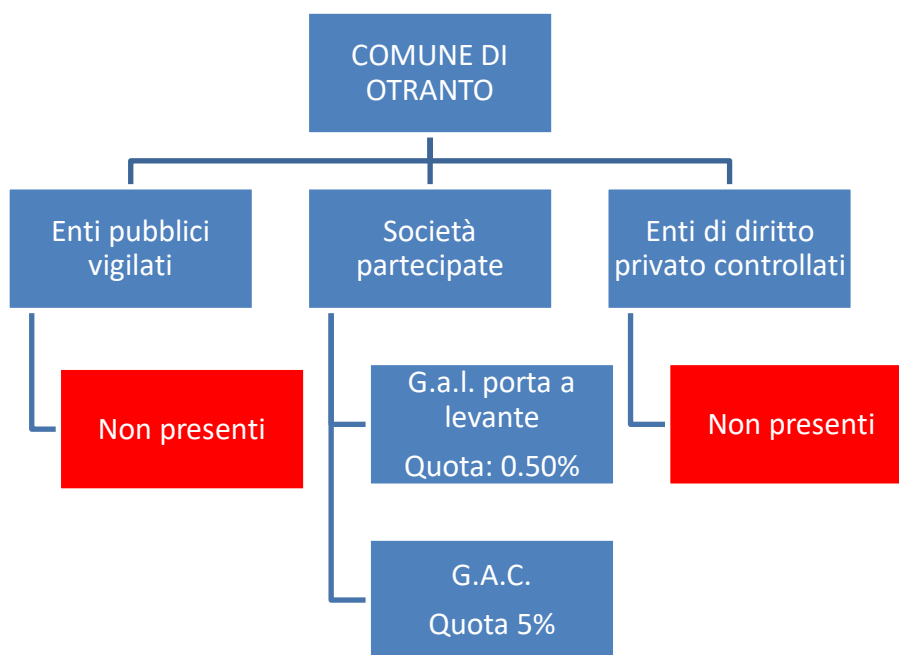 COMUNE DI
OTRANTO
Enti pubblici
vigilati
Società
partecipate
Enti di diritto
privato controllati
Non presenti
G.a.l. porta a
levante
Quota: 0.50%
Non presenti
G.A.C.
Quota 5%